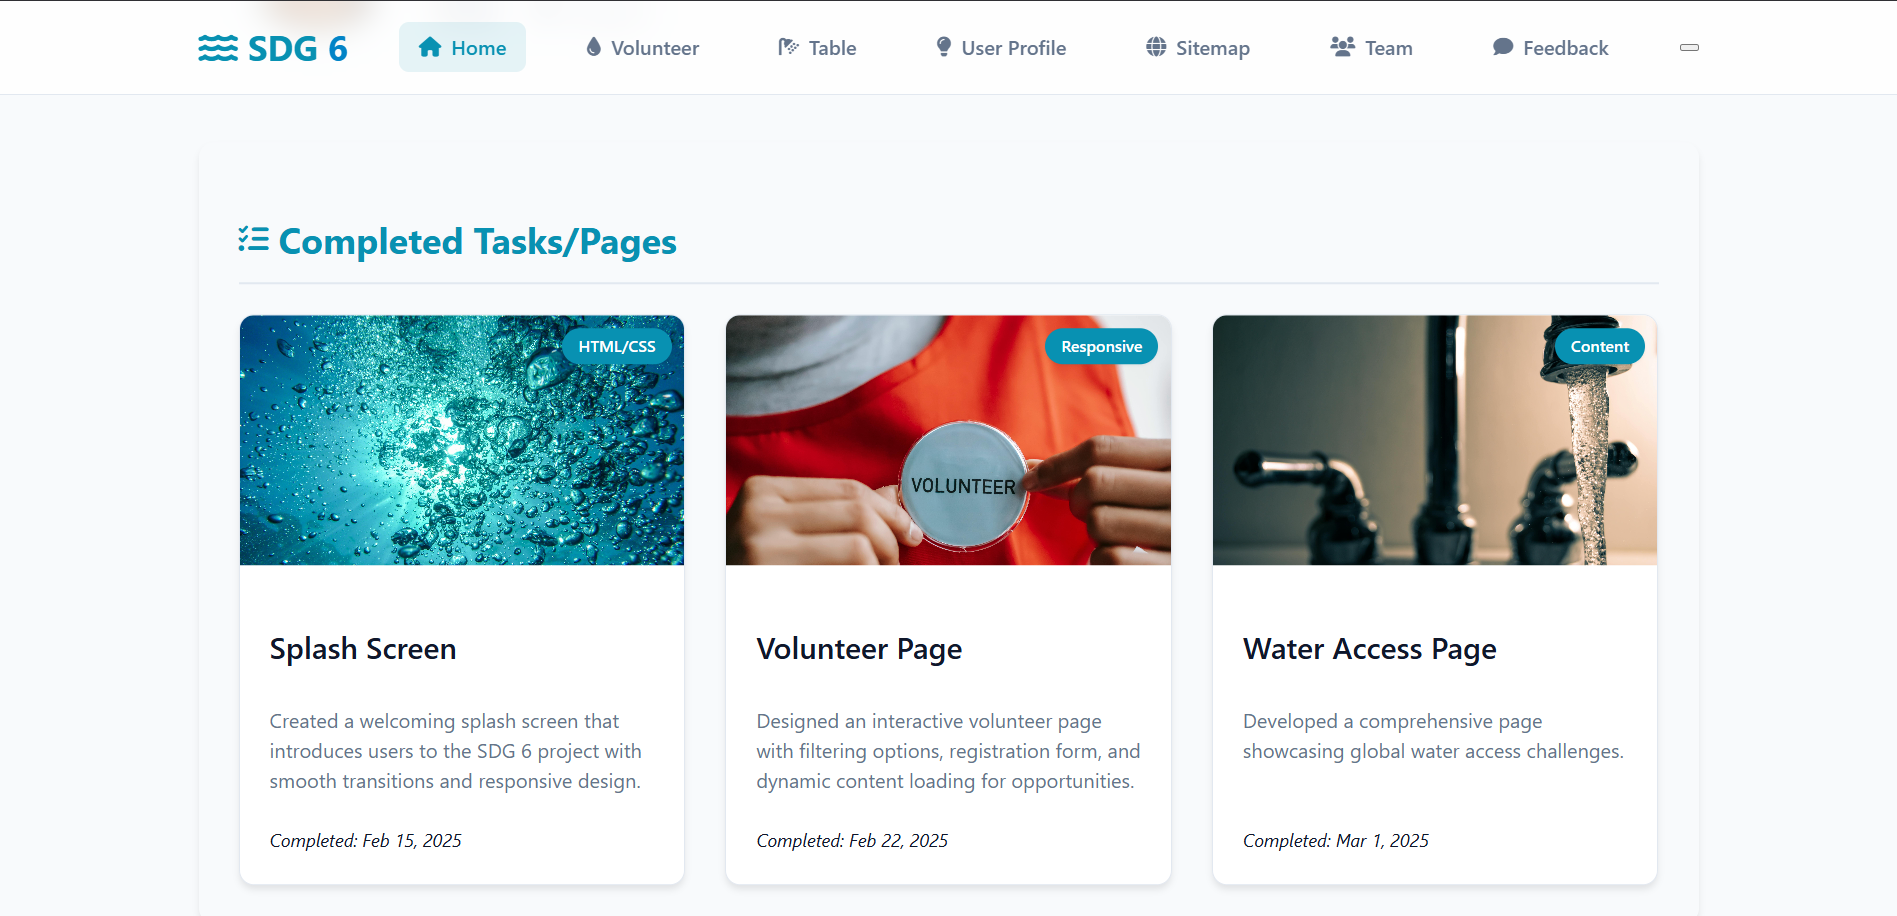 SDG 6
Home
Volunteer
Table
User Profile
Sitemap
Team
Feedback
Completed Tasks/Pages
HTML/CSS
Splash Screen
Created a welcoming splash screen that
introduces users to the SDG 6 project with
smooth transitions and responsive design.
Completed: Feb 15, 2025
Responsive
VOLUNTEER
Volunteer Page
Designed an interactive volunteer page
with filtering options, registration form, and
dynamic content loading for opportunities.
Completed: Feb 22, 2025
Content
Water Access Page
Developed a comprehensive page
showcasing global water access challenges.
Completed: Mar 1, 2025